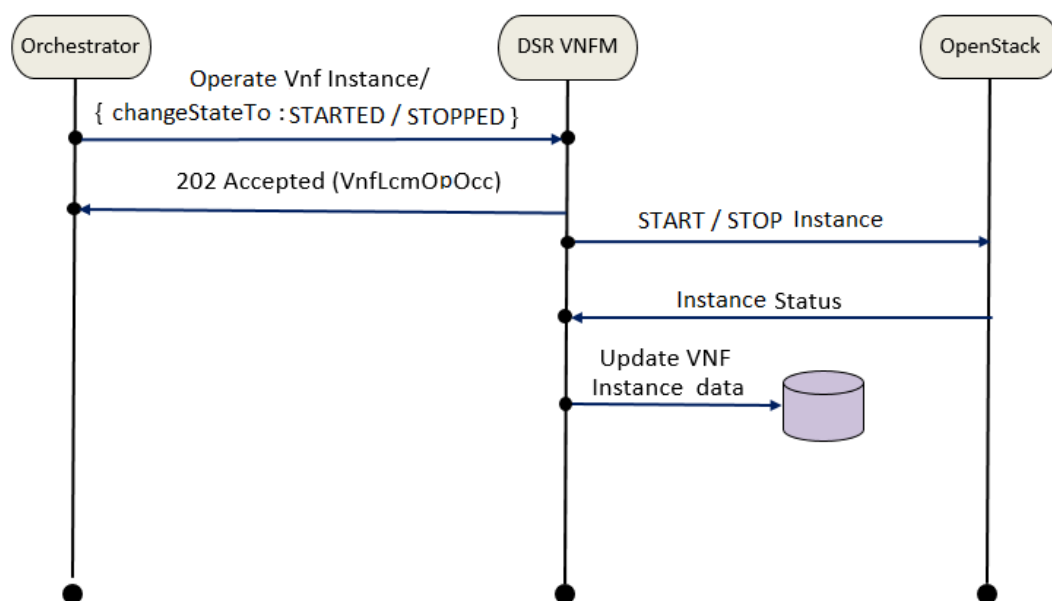 Orchestrator
DSR VNFM
OpenStack
Operate Vnf Instance/
{ changeStateTo : STARTED / STOPPED }
202 Accepted (VnfLcmOpOcc)
START / STOP Instance
Instance Status
Update VNF
Instance data